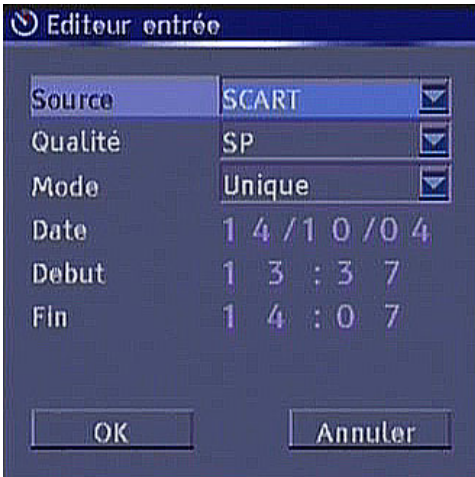 Editeur entrée
Source SCART
Qualité SP
Mode Unique
Date 14/10/04
Debut 13:37
Fin 14:07
OK Annuler